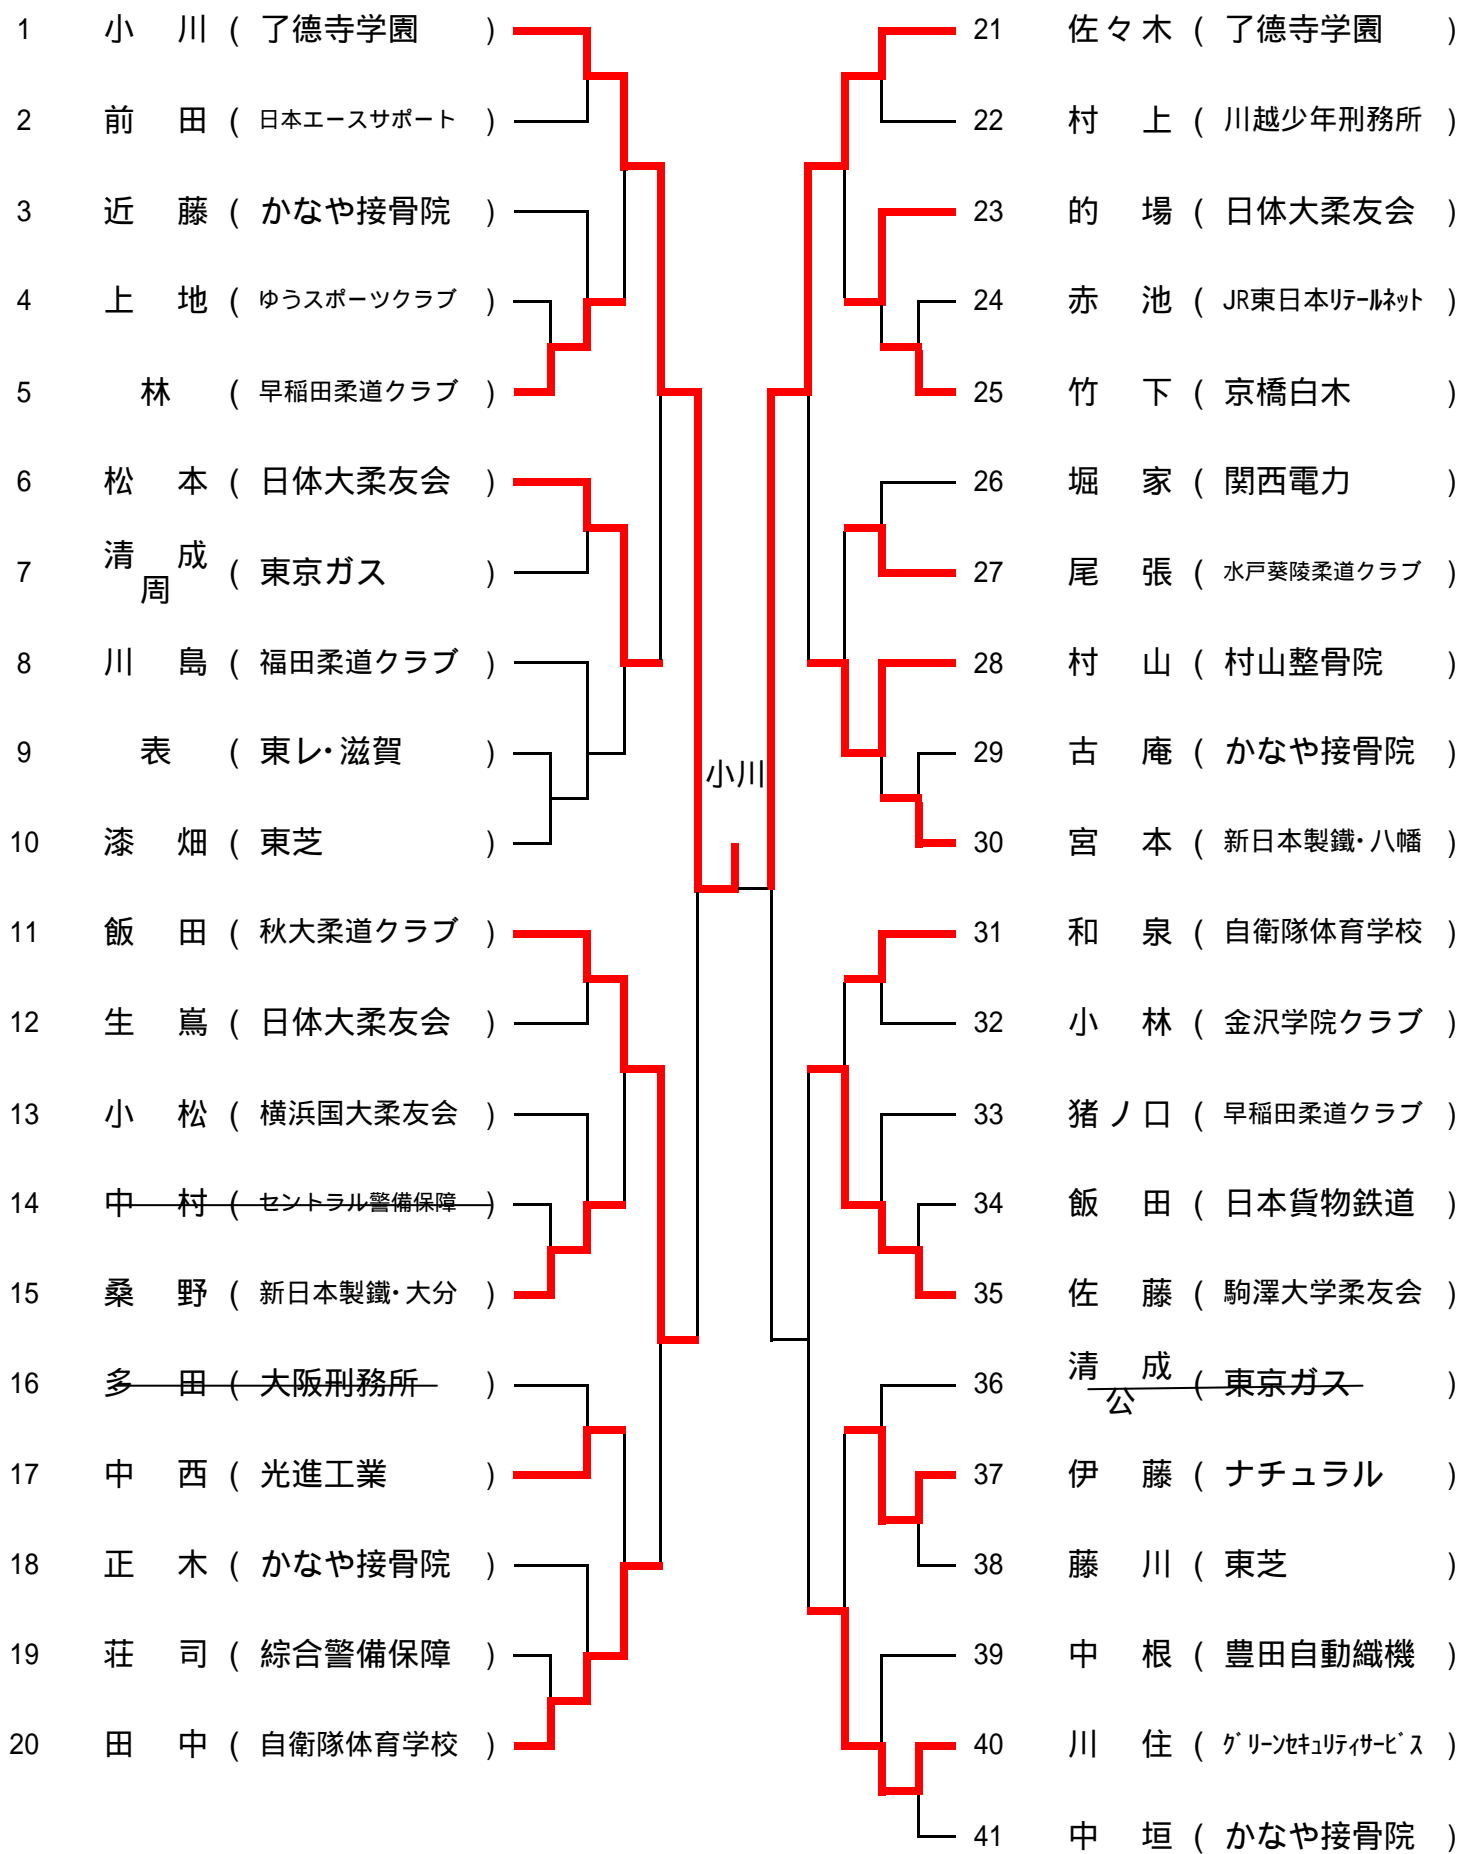 1 小川 ( 了德寺学園 )
2 前田 ( 日本エースサポート )
3 近藤 ( かなや接骨院 )
4 上地 ( ゆうスポーツクラブ )
5 林 ( 早稲田柔道クラブ )
6 松本 ( 日体大柔友会 )
7 清成周 ( 東京ガス )
8 川島 ( 福田柔道クラブ )
9 表 ( 東レ・滋賀 )
10 漆畑 ( 東芝 )
11 飯田 ( 秋大柔道クラブ )
12 生嶌 ( 日体大柔友会 )
13 小松 ( 横浜国大柔友会 )
14 中村 ( セントラル警備保障 )
15 桑野 ( 新日本製鐵・大分 )
16 多田 ( 大阪刑務所 )
17 中西 ( 光進工業 )
18 正木 ( かなや接骨院 )
19 荘司 ( 綜合警備保障 )
20 田中 ( 自衛隊体育学校 )
小川
21 佐々木 ( 了德寺学園 )
22 村上 ( 川越少年刑務所 )
23 的場 ( 日体大柔友会 )
24 赤池 ( JR東日本ﾘﾃｰﾙﾈｯﾄ )
25 竹下 ( 京橋白木 )
26 堀家 ( 関西電力 )
27 尾張 ( 水戸葵陵柔道クラブ )
28 村山 ( 村山整骨院 )
29 古庵 ( かなや接骨院 )
30 宮本 ( 新日本製鐵・八幡 )
31 和泉 ( 自衛隊体育学校 )
32 小林 ( 金沢学院クラブ )
33 猪ノ口 ( 早稲田柔道クラブ )
34 飯田 ( 日本貨物鉄道 )
35 佐藤 ( 駒澤大学柔友会 )
36 清成公 ( 東京ガス )
37 伊藤 ( ナチュラル )
38 藤川 ( 東芝 )
39 中根 ( 豊田自動織機 )
40 川住 ( ｸﾞﾘｰﾝｾｷｭﾘﾃｨｻｰﾋﾞｽ )
41 中垣 ( かなや接骨院 )